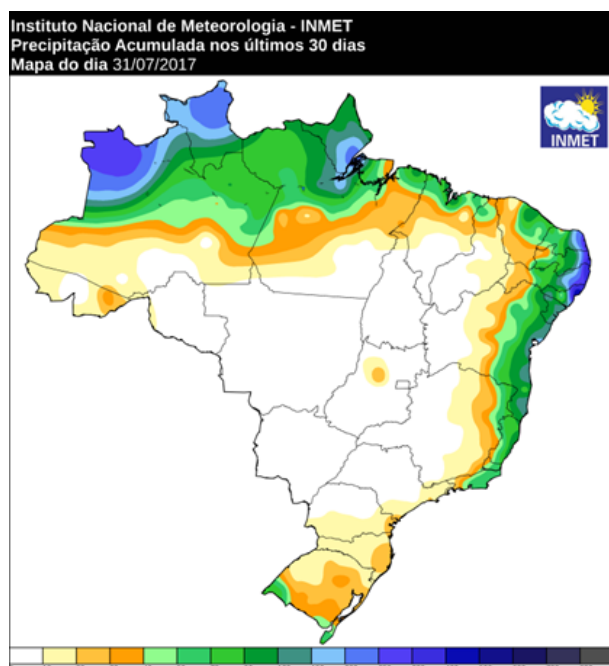 Instituto Nacional de Meteorologia - INMET
Precipitação Acumulada nos últimos 30 dias
Mapa do dia 31/07/2017
INMET